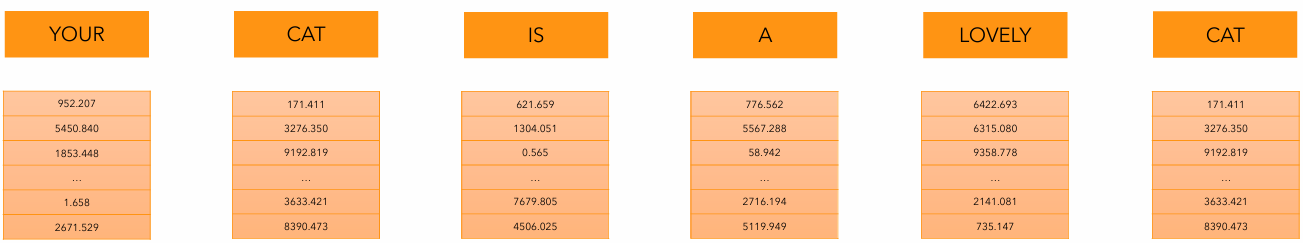 YOUR CAT IS A LOVELY CAT
952.207 171.411 621.659 776.562 6422.693 171.411
5450.840 3276.350 1304.051 5567.288 6315.080 3276.350
1853.448 9192.819 0.565 58.942 9358.778 9192.819
... ... ... ... ... ...
1.658 3633.421 7679.805 2716.194 2141.081 3633.421
2671.529 8390.473 4506.025 5119.949 735.147 8390.473